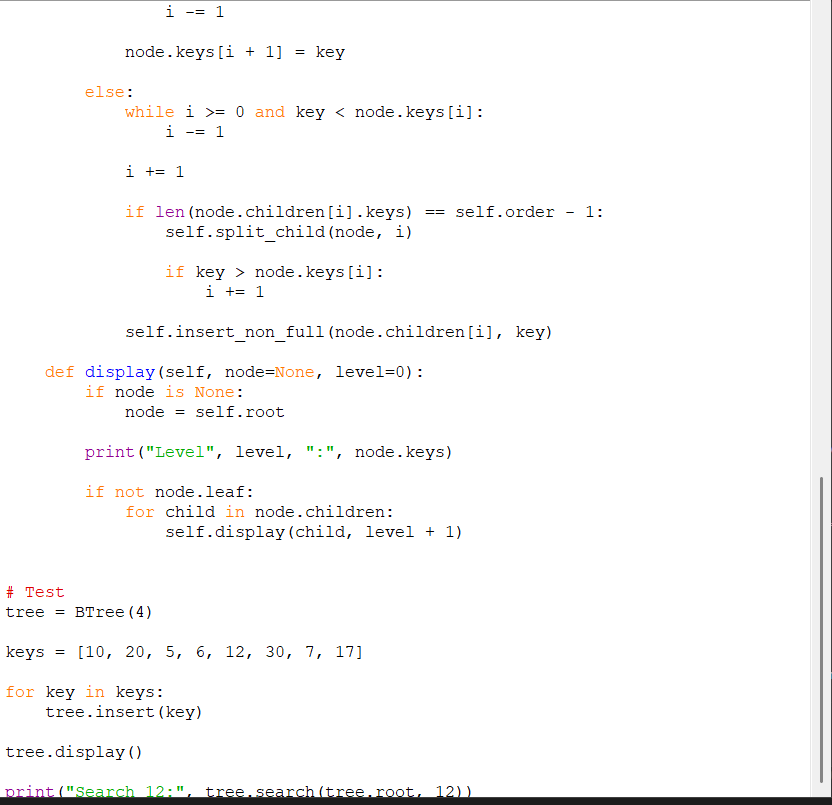 i -= 1

            node.keys[i + 1] = key

        else:
            while i >= 0 and key < node.keys[i]:
                i -= 1

            i += 1

            if len(node.children[i].keys) == self.order - 1:
                self.split_child(node, i)

                if key > node.keys[i]:
                    i += 1

            self.insert_non_full(node.children[i], key)

    def display(self, node=None, level=0):
        if node is None:
            node = self.root

        print("Level", level, ":", node.keys)

        if not node.leaf:
            for child in node.children:
                self.display(child, level + 1)


# Test
tree = BTree(4)

keys = [10, 20, 5, 6, 12, 30, 7, 17]

for key in keys:
    tree.insert(key)

tree.display()

print("Search 12:", tree.search(tree.root, 12))